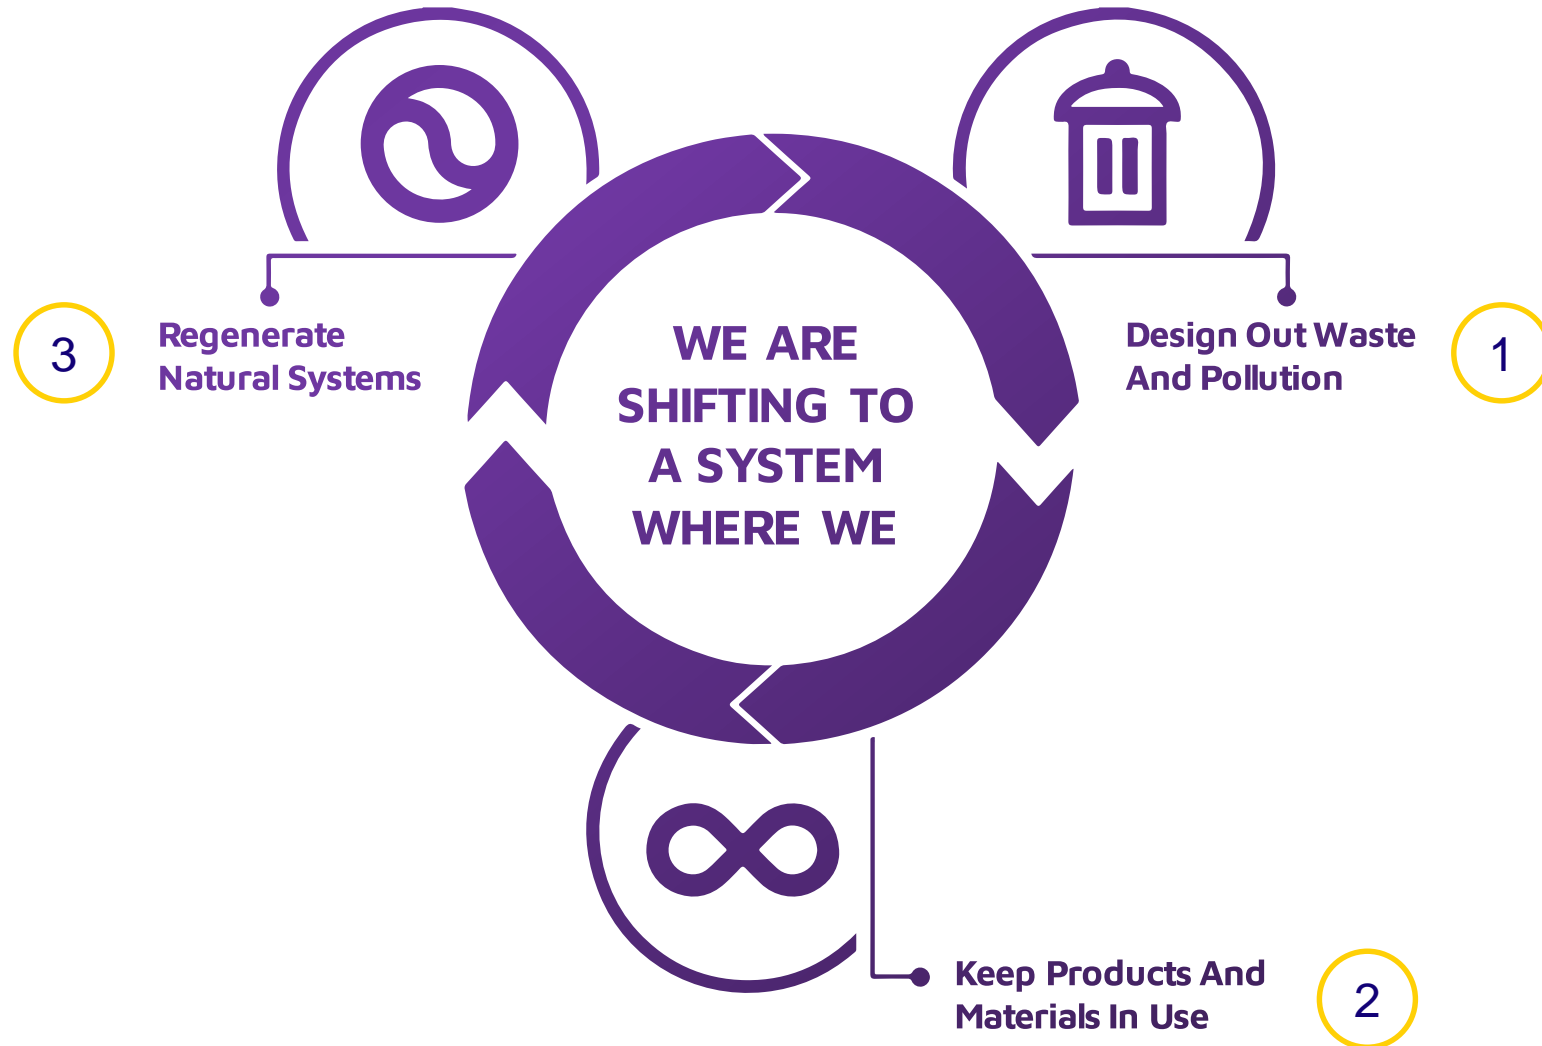 WE ARE
SHIFTING TO
A SYSTEM
WHERE WE
Design Out Waste
And Pollution
1
Keep Products And
Materials In Use
2
Regenerate
Natural Systems
3